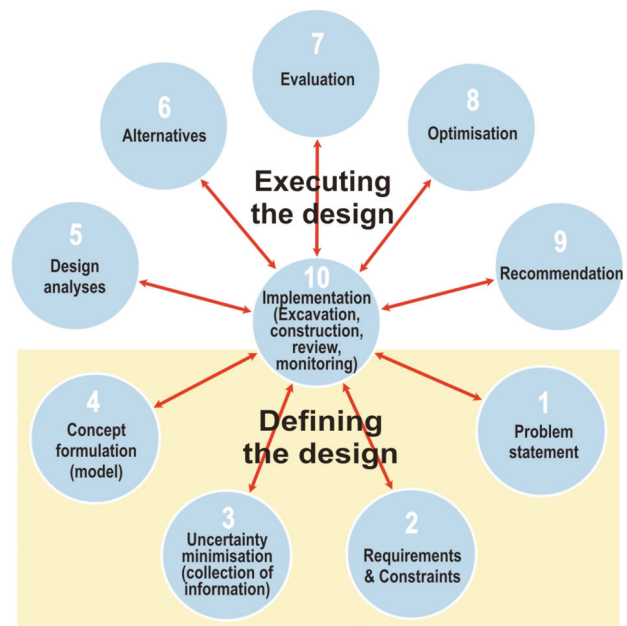 7
Evaluation
6
Alternatives
8
Optimisation
Executing
the design
5
Design
analyses
9
Recommendation
10
Implementation
(Excavation,
construction,
review,
monitoring)
4
Concept
formulation
(model)
Defining
the design
1
Problem
statement
3
Uncertainty
minimisation
(collection of
information)
2
Requirements
& Constraints